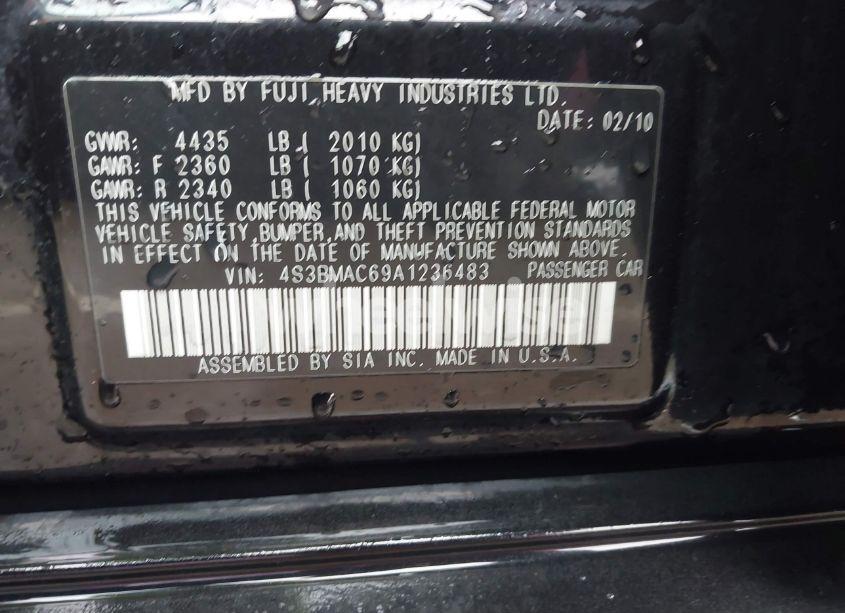 MFD BY FUJI HEAVY INDUSTRIES LTD.
DATE: 02/10
GVWR: 4435 LB ( 2010 KG)
GAWR: F 2360 LB ( 1070 KG)
GAWR: R 2340 LB ( 1060 KG)
THIS VEHICLE CONFORMS TO ALL APPLICABLE FEDERAL MOTOR
VEHICLE SAFETY, BUMPER, AND THEFT PREVENTION STANDARDS
IN EFFECT ON THE DATE OF MANUFACTURE SHOWN ABOVE.
VIN: 4S3BMAC69A1236483 PASSENGER CAR
ASSEMBLED BY SIA INC. MADE IN U.S.A.